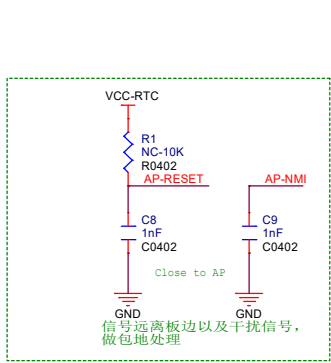 VCC-RTC
R1
NC-10K
R0402
AP-RESET
AP-NMI
C8
1nF
C0402
C9
1nF
C0402
Close to AP
GND
GND
信号远离板边以及干扰信号，
做包地处理